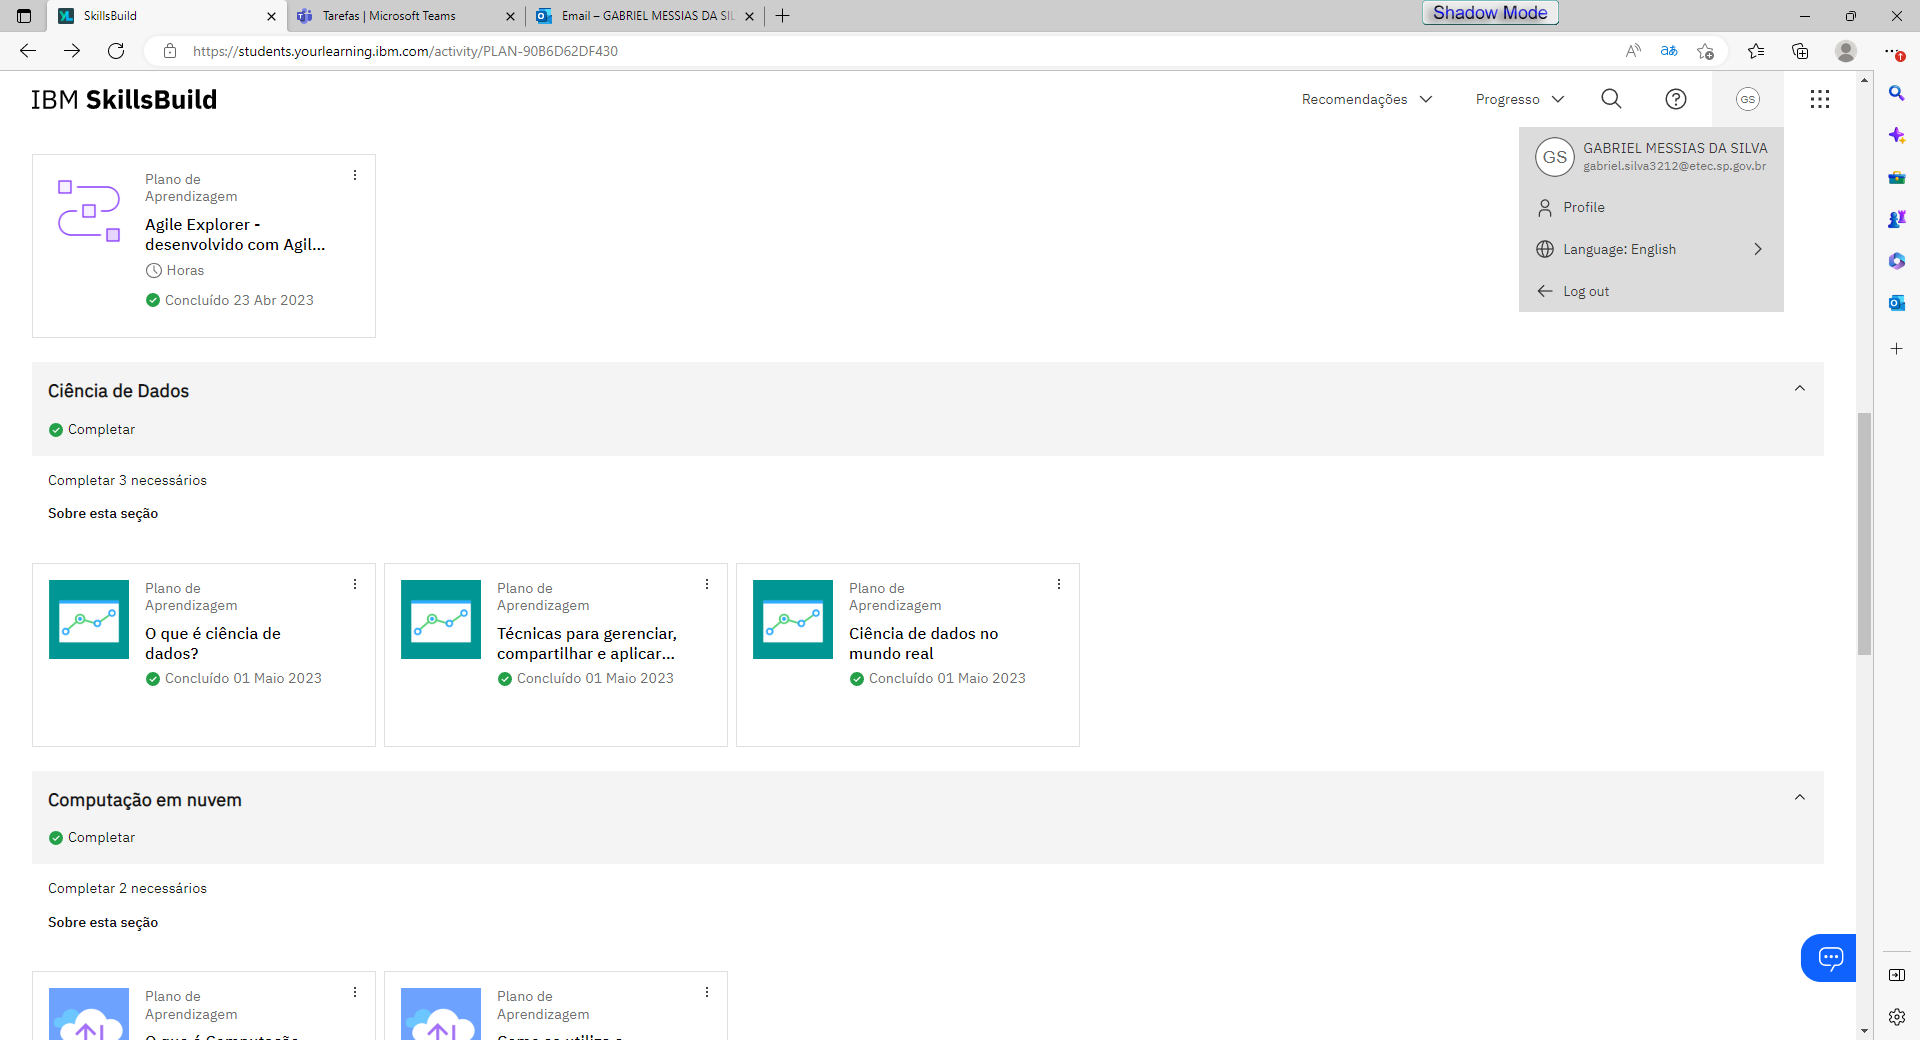 SkillsBuild
Tarefas | Microsoft Teams
Email – GABRIEL MESSIAS DA SIL
Shadow Mode
https://students.yourlearning.ibm.com/activity/PLAN-90B6D62DF430
IBM SkillsBuild
Recomendações
Progresso
GS
GS
GABRIEL MESSIAS DA SILVA
gabriel.silva3212@etec.sp.gov.br
Profile
Language: English
Log out
Plano de
Aprendizagem
Agile Explorer -
desenvolvido com Agil...
Horas
Concluído 23 Abr 2023
Ciência de Dados
Completar
Completar 3 necessários
Sobre esta seção
Plano de
Aprendizagem
O que é ciência de
dados?
Concluído 01 Maio 2023
Plano de
Aprendizagem
Técnicas para gerenciar,
compartilhar e aplicar...
Concluído 01 Maio 2023
Plano de
Aprendizagem
Ciência de dados no
mundo real
Concluído 01 Maio 2023
Computação em nuvem
Completar
Completar 2 necessários
Sobre esta seção
Plano de
Aprendizagem
O que é Computação
Plano de
Aprendizagem
Como se utiliza a